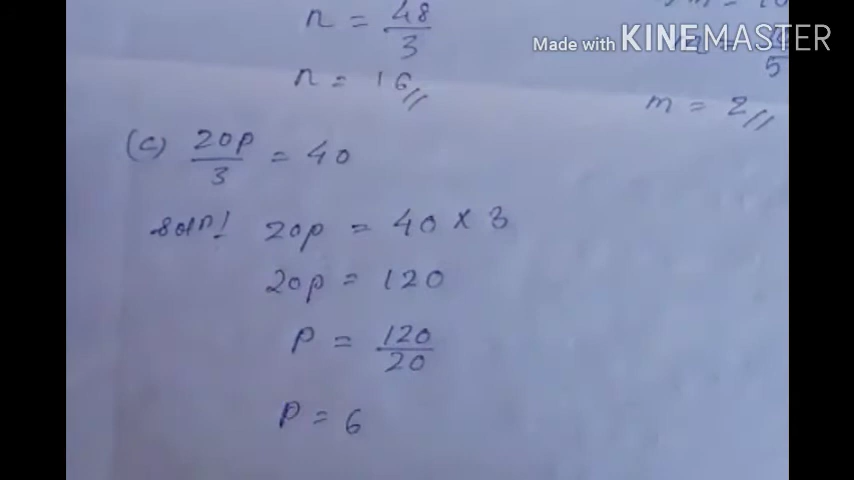 n = 48/3
n = 16//
Made with KINEMASTER
m = 2//
(c) 20p/3 = 40
Soln! 20p = 40 × 3
20p = 120
P = 120/20
P = 6